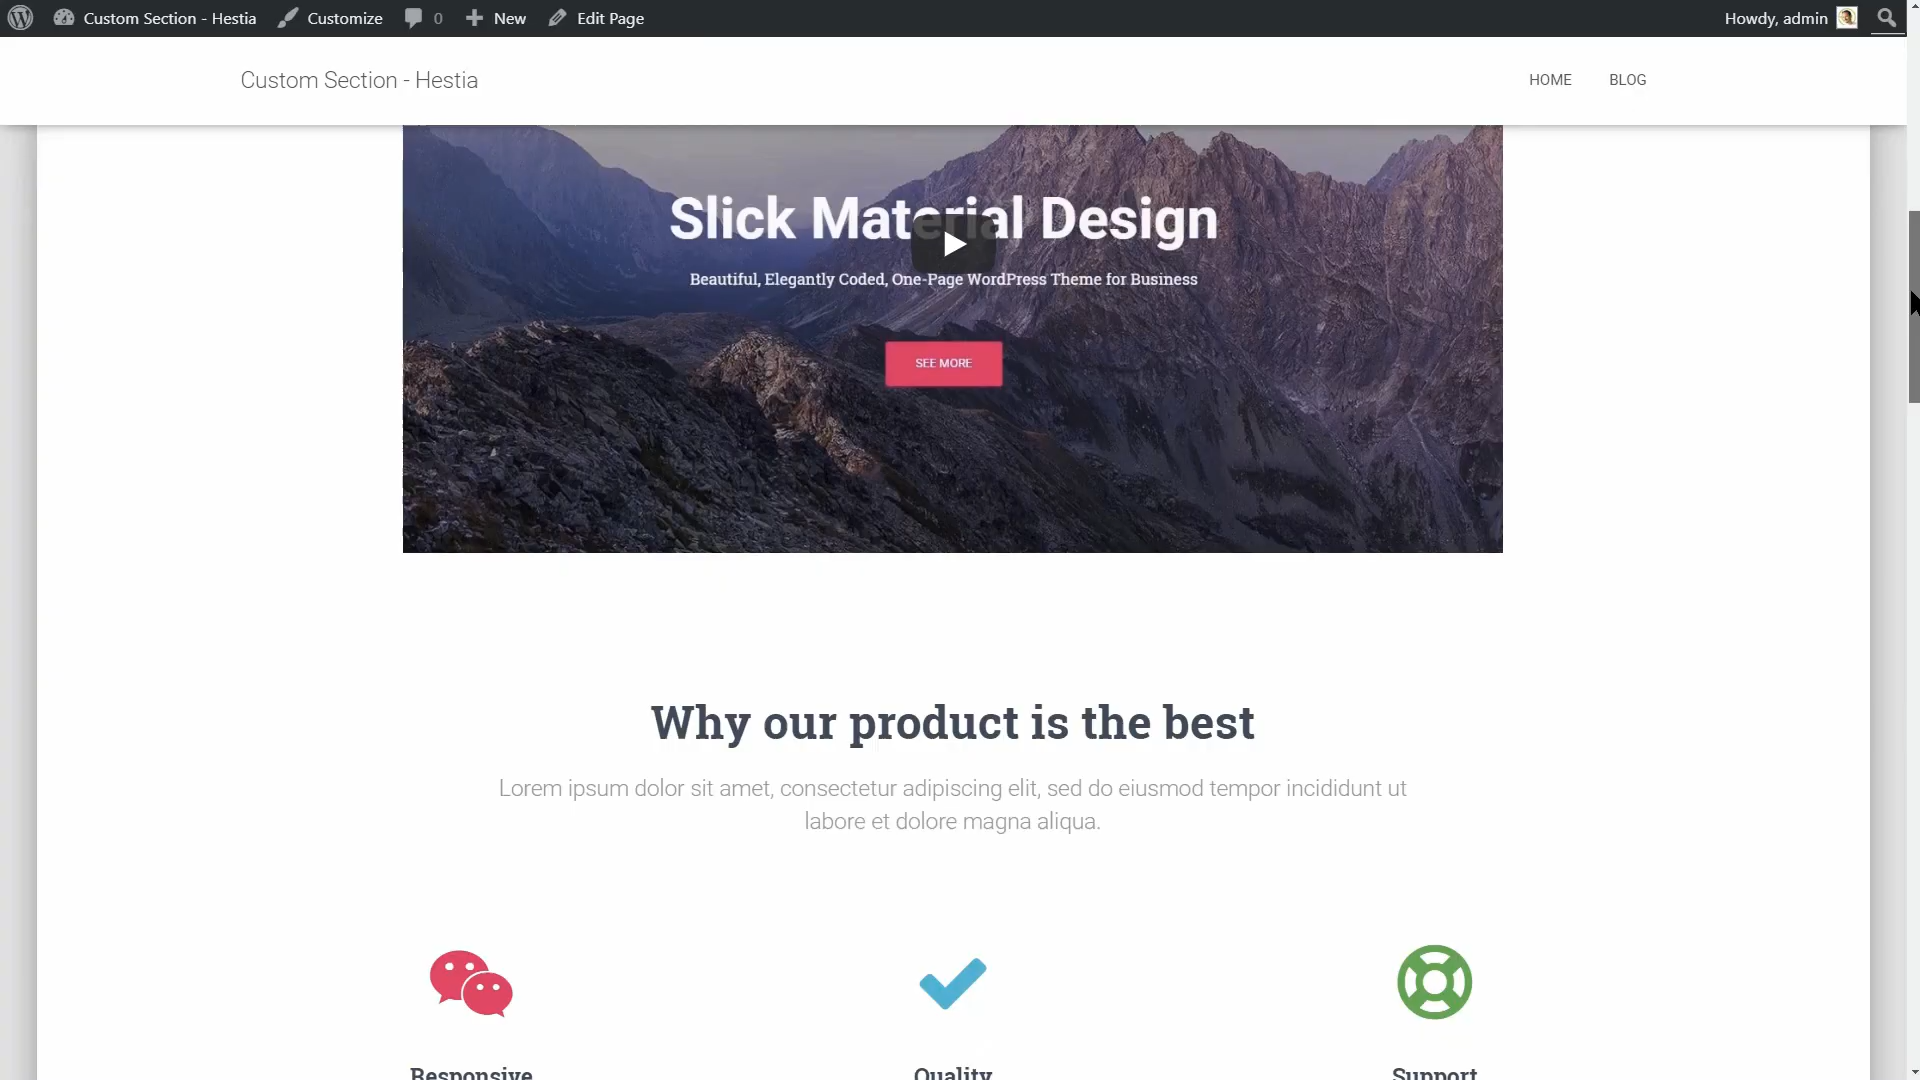 Custom Section - Hestia
Customize
0
New
Edit Page
Howdy, admin
Custom Section - Hestia
HOME
BLOG
Slick Material Design
Beautiful, Elegantly Coded, One-Page WordPress Theme for Business
SEE MORE
Why our product is the best
Lorem ipsum dolor sit amet, consectetur adipiscing elit, sed do eiusmod tempor incididunt ut
labore et dolore magna aliqua.
Responsive
Quality
Support